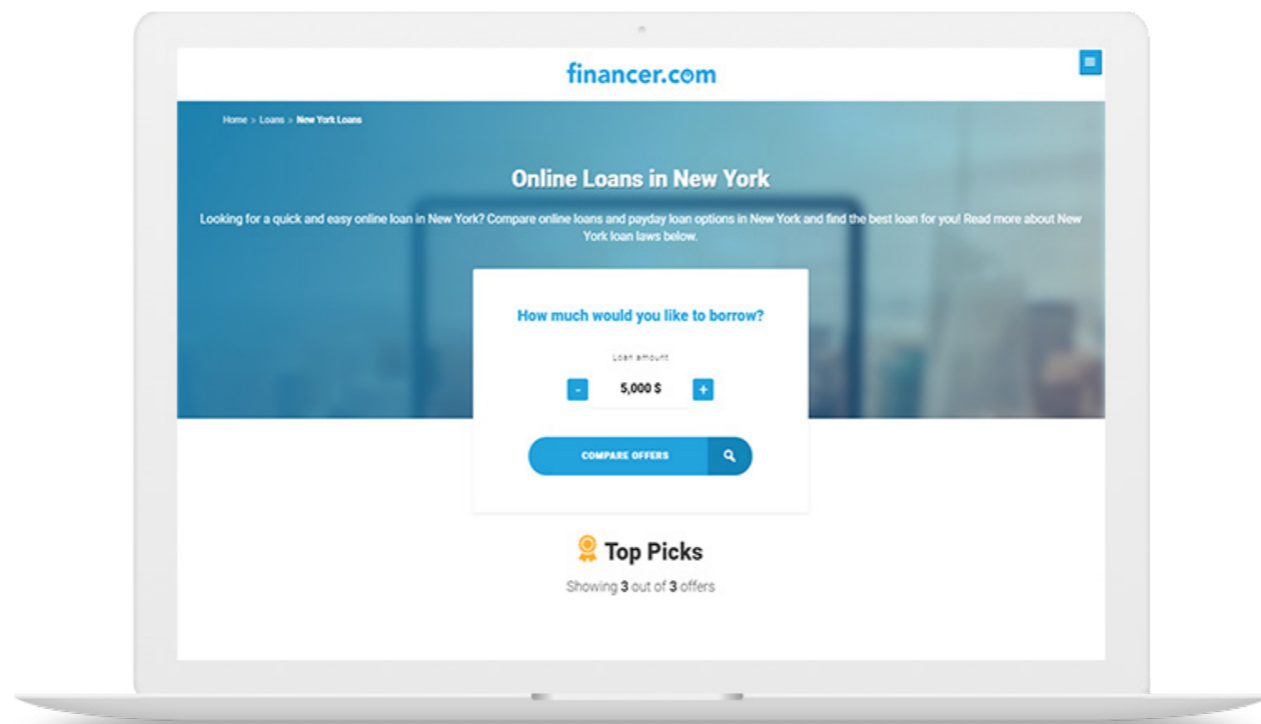 financer.com
Home > Loans > New York Loans
Online Loans in New York
Looking for a quick and easy online loan in New York? Compare online loans and payday loan options in New York and find the best loan for you! Read more about New
York loan laws below.
How much would you like to borrow?
Loan amount
- 5,000 $ +
COMPARE OFFERS
Top Picks
Showing 3 out of 3 offers